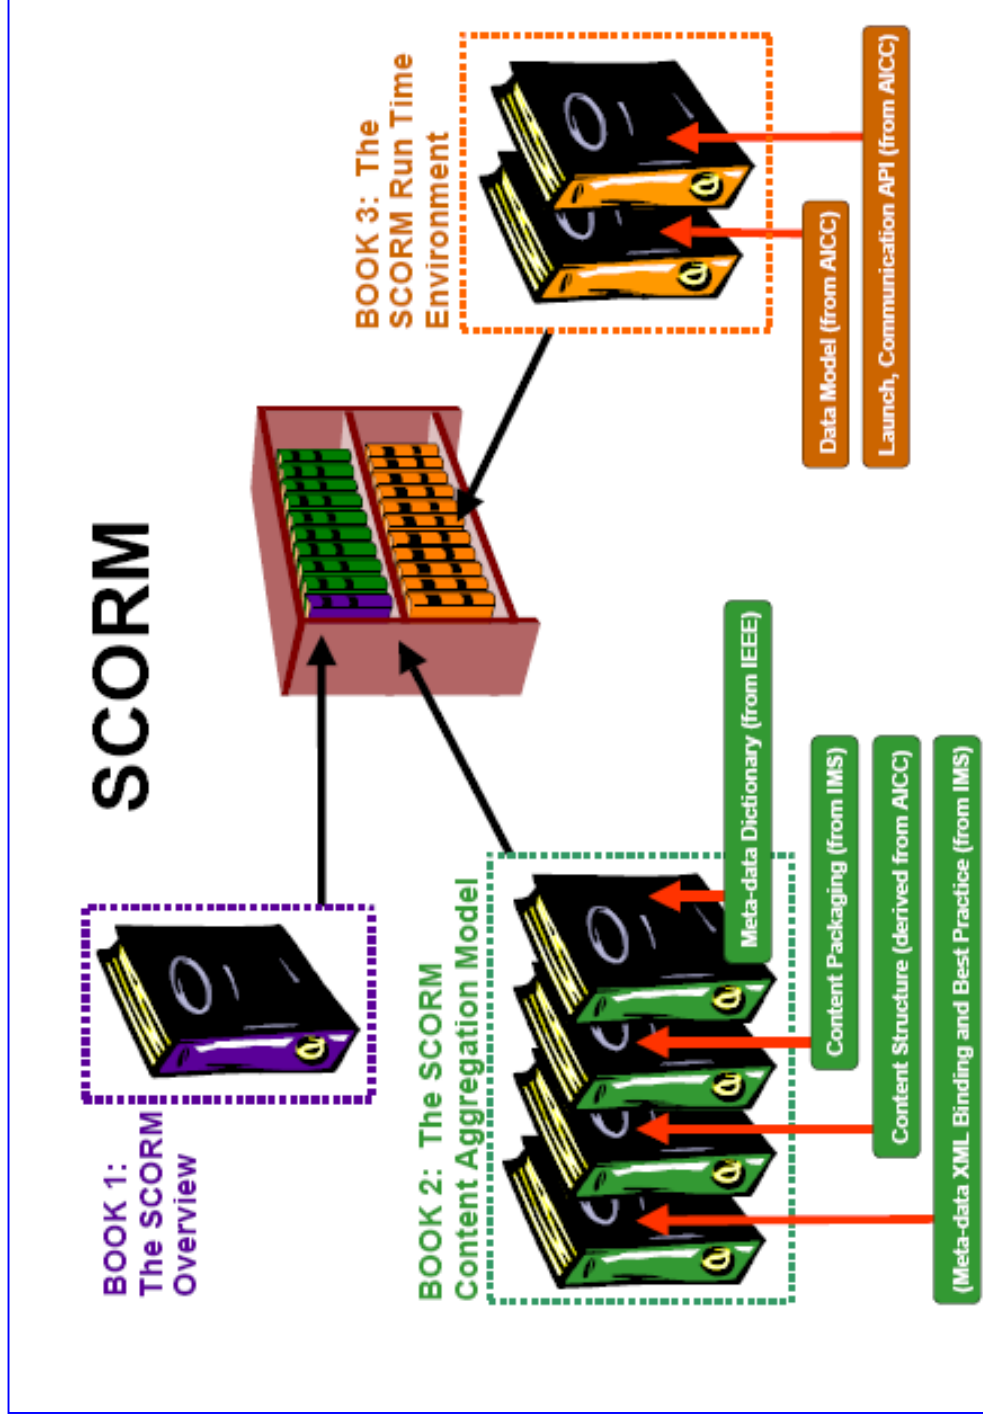 SCORM
BOOK 1:
The SCORM
Overview
BOOK 2: The SCORM
Content Aggregation Model
BOOK 3: The
SCORM Run Time
Environment
Meta-data Dictionary (from IEEE)
Content Packaging (from IMS)
Content Structure (derived from AICC)
(Meta-data XML Binding and Best Practice (from IMS)
Data Model (from AICC)
Launch, Communication API (from AICC)